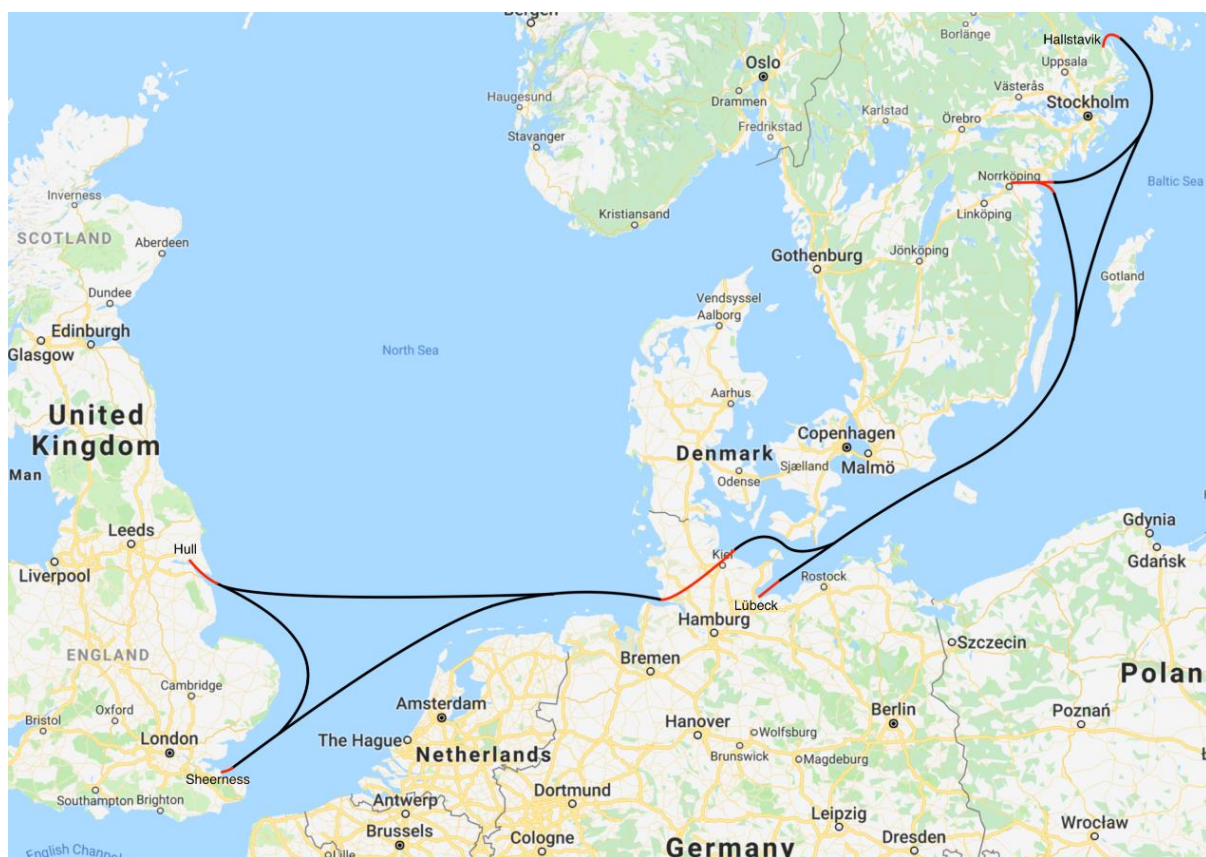 Bergen
Borlänge
Hallstavik
Oslo
Uppsala
Haugesund
Drammen
Västerås
Stockholm
Karlstad
Örebro
Stavanger
Fredrikstad
Inverness
Norrköping
Baltic Sea
Kristiansand
Linköping
SCOTLAND
Aberdeen
Gothenburg
Jönköping
Gotland
Dundee
Vendsyssel
Aalborg
Edinburgh
Glasgow
North Sea
Aarhus
United
Kingdom
Copenhagen
Denmark
Sjælland
Malmö
Man
Odense
Gdynia
Leeds
Hull
Kiel
Gdańsk
Liverpool
Rostock
Lübeck
Hamburg
Szczecin
ENGLAND
Bremen
Polan
Cambridge
Amsterdam
Berlin
Poznań
Bristol
Oxford
Hanover
Wolfsburg
London
The Hague
Netherlands
Brunswick
Magdeburg
Sheerness
Southampton
Brighton
Antwerp
Dortmund
Leipzig
Wrocław
Brussels
Cologne
Dresden
English Channel
Lille
Germany